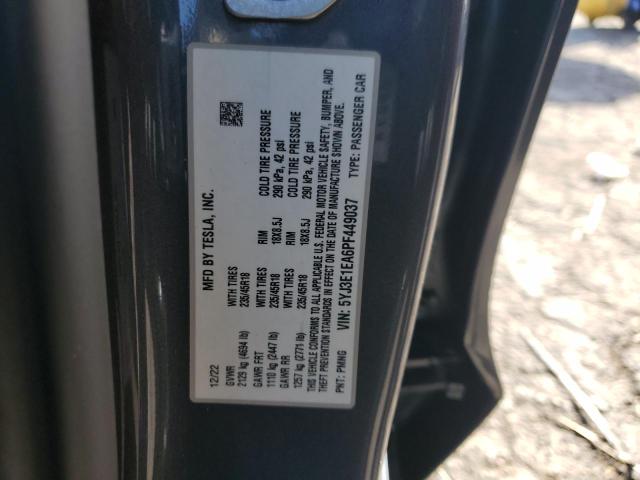 MFD BY TESLA, INC.
12/22
GVWR WITH TIRES RIM COLD TIRE PRESSURE
2129 kg (4694 lb) 235/45R18 18X8.5J 290 kPa, 42 psi
GAWR FRT WITH TIRES RIM COLD TIRE PRESSURE
1110 kg (2447 lb) 235/45R18 18X8.5J 290 kPa, 42 psi
GAWR RR
1257 kg (2771 lb) 235/45R18
THIS VEHICLE CONFORMS TO ALL APPLICABLE U.S. FEDERAL MOTOR VEHICLE SAFETY, BUMPER, AND
THEFT PREVENTION STANDARDS IN EFFECT ON THE DATE OF MANUFACTURE SHOWN ABOVE.
VIN: 5YJ3E1EA6PF449037 TYPE: PASSENGER CAR
PNT: PMNG